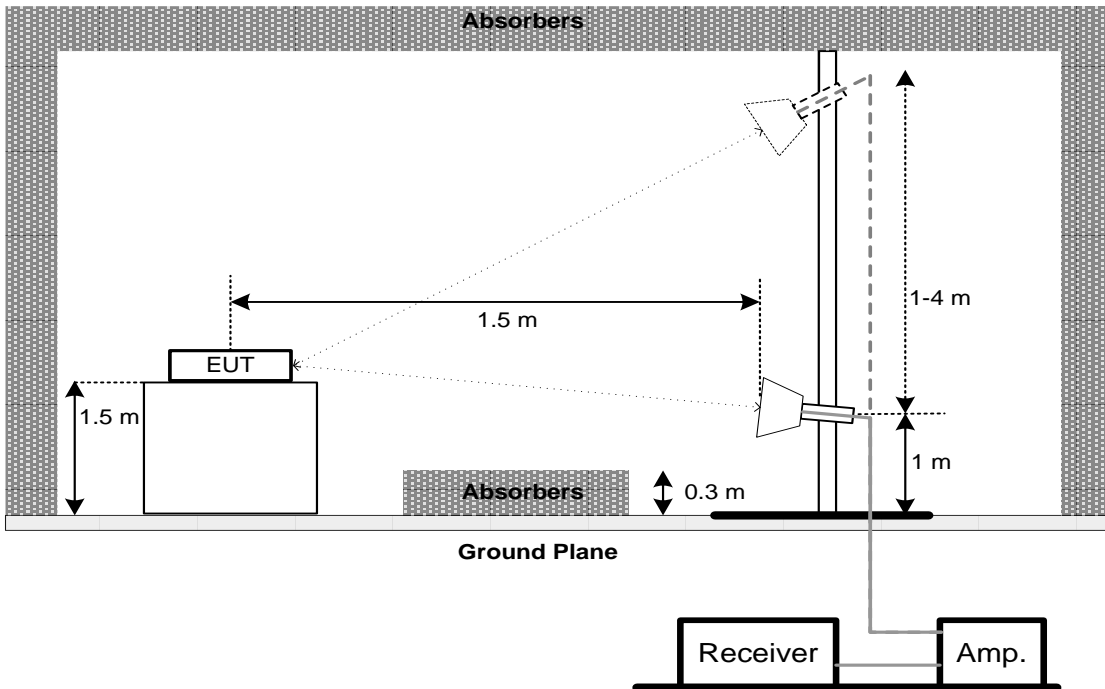 Absorbers
1-4 m
1.5 m
EUT
1.5 m
1 m
Absorbers
0.3 m
Ground Plane
Receiver
Amp.